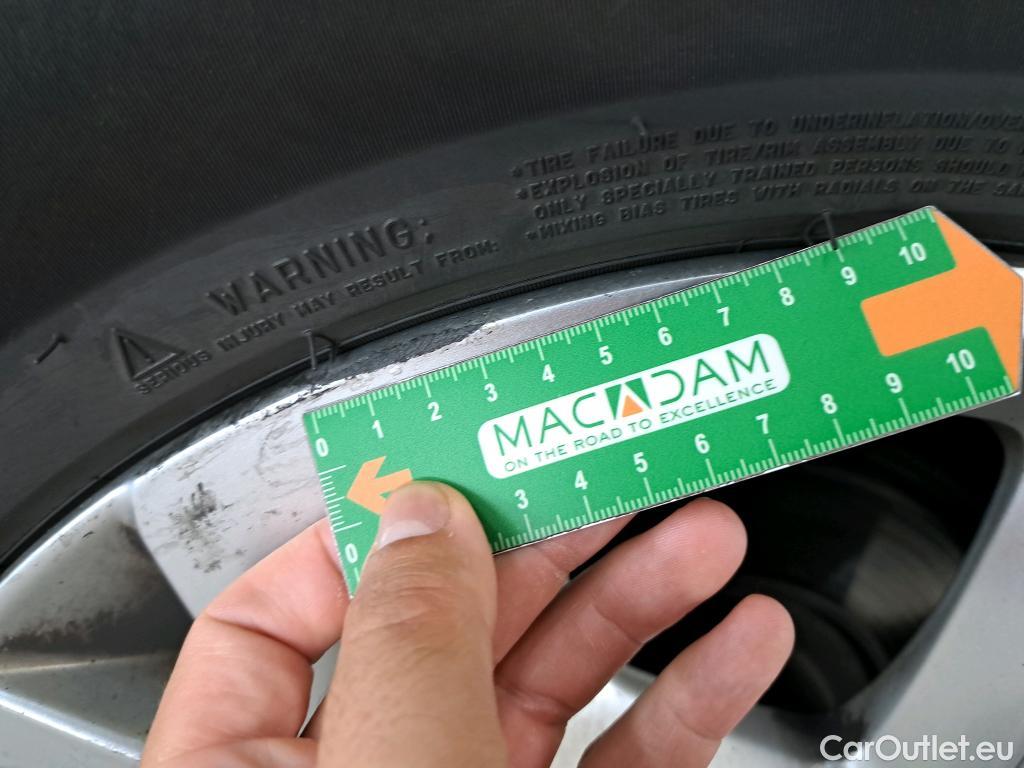 *TIRE FAILURE DUE TO UNDERINFLATION/OVER
*EXPLOSION OF TIRE/RIM ASSEMBLY DUE TO
ONLY SPECIALLY TRAINED PERSONS SHOULD
*MIXING BIAS TIRES WITH RADIALS ON THE SA
WARNING:
SERIOUS INJURY MAY RESULT FROM:
0 1 2 3 4 5 6 7 8 9 10
MACADAM
ON THE ROAD TO EXCELLENCE
0 3 4 5 6 7 8 9 10
CarOutlet.eu